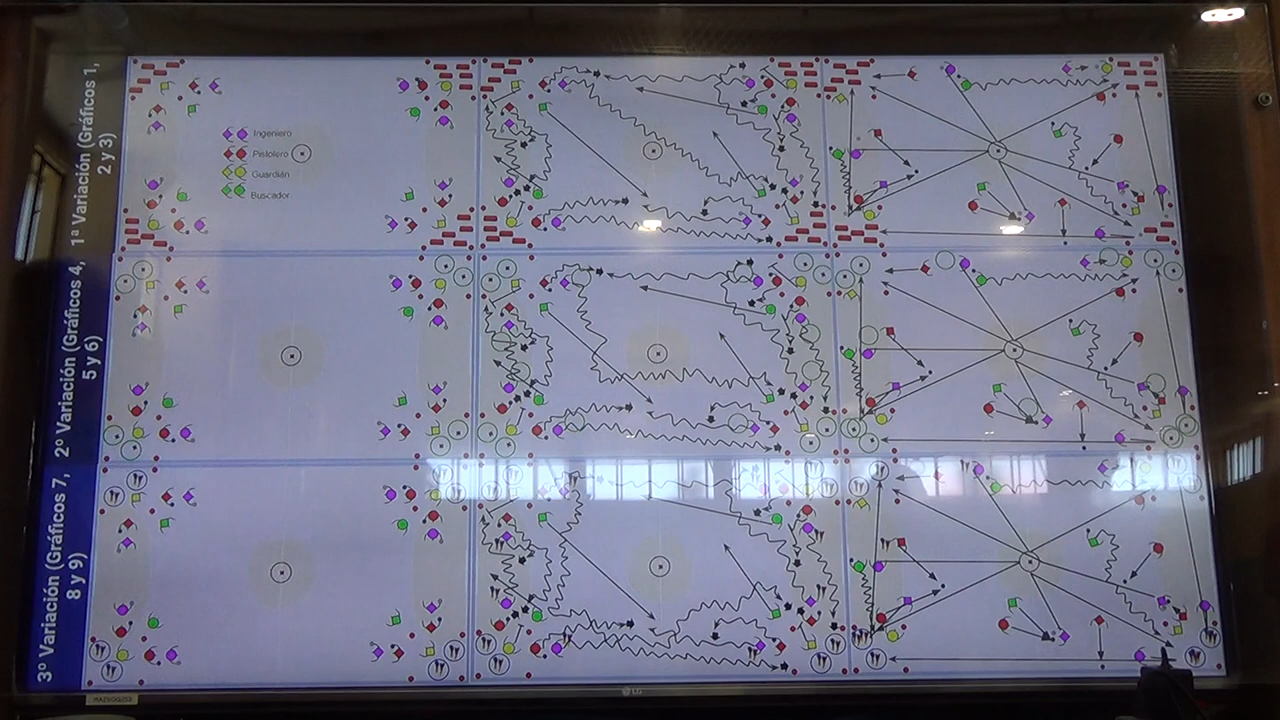 1ª Variación (Gráficos 1,
2 y 3)
2º Variación (Gráficos 4,
5 y 6)
3º Variación (Gráficos 7,
8 y 9)
Ingeniero
Pistolero
Guardián
Buscador
LG